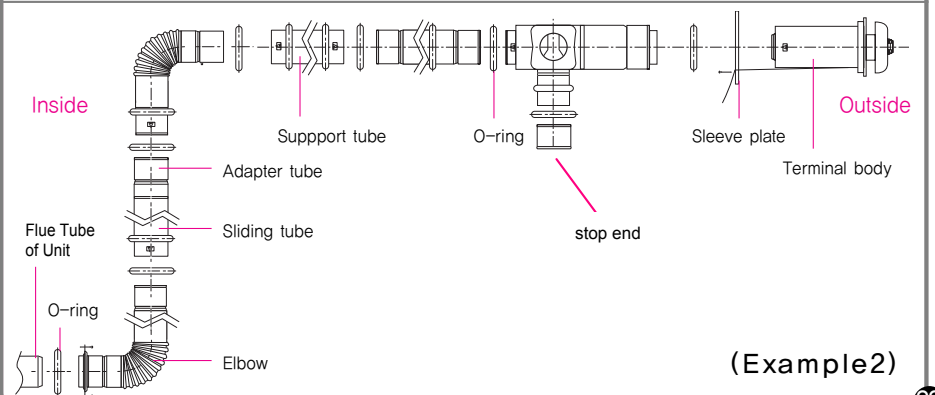 Inside
Outside
Suppport tube
O-ring
Sleeve plate
Terminal body
Adapter tube
Sliding tube
stop end
Flue Tube
of Unit
O-ring
Elbow
(Example2)